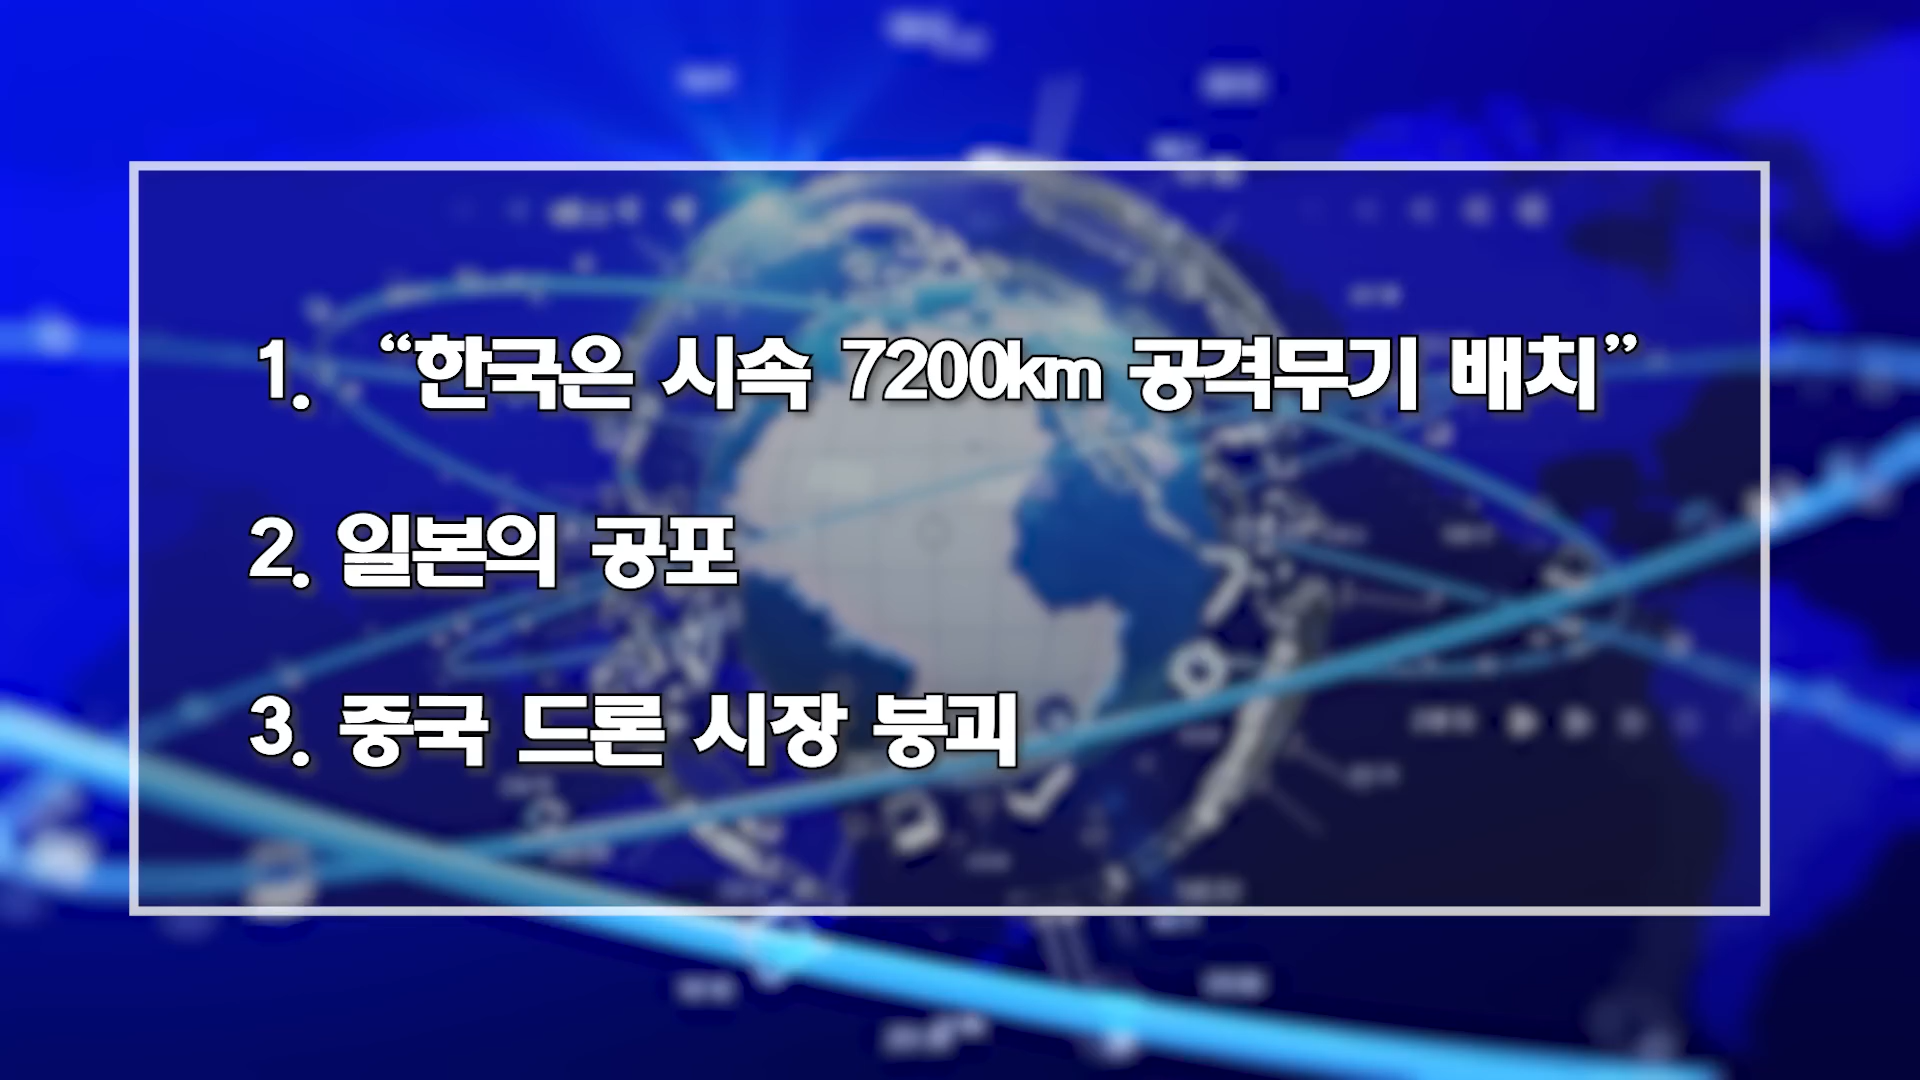 1. “한국은 시속 7200km 공격무기 배치”
2. 일본의 공포
3. 중국 드론 시장 붕괴